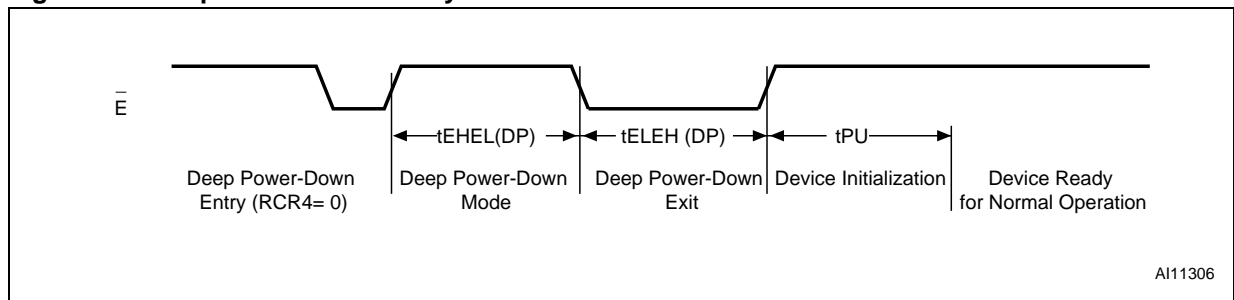 E
tEHEL(DP)
tELEH (DP)
tPU
Deep Power-Down
Entry (RCR4= 0)
Deep Power-Down
Mode
Deep Power-Down
Exit
Device Initialization
Device Ready
for Normal Operation
AI11306